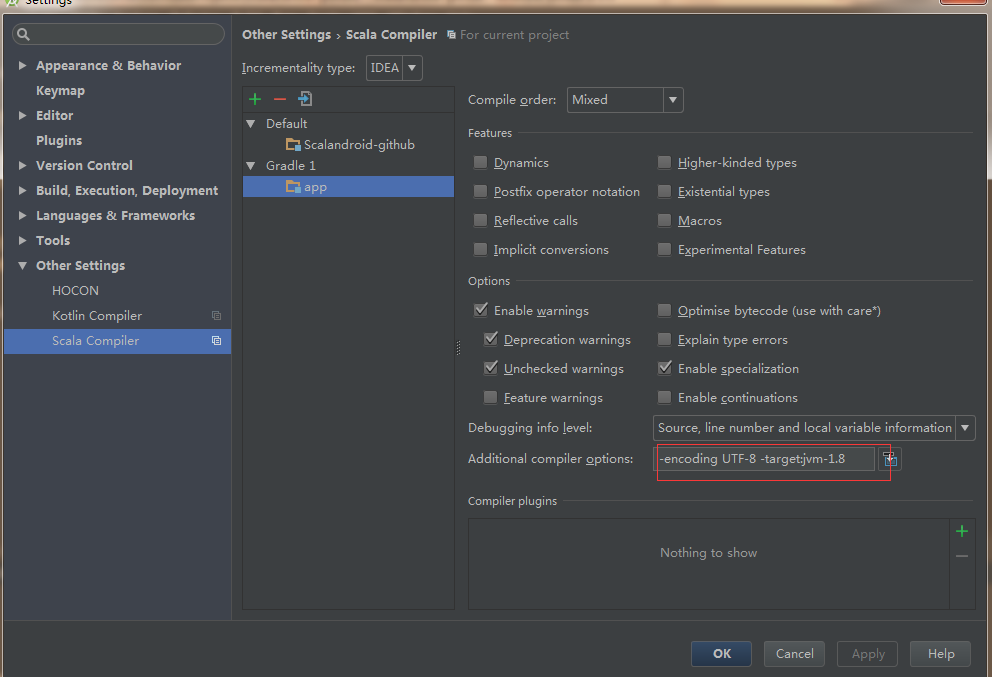 Settings
Other Settings › Scala Compiler For current project
Appearance & Behavior
Keymap
Editor
Plugins
Version Control
Build, Execution, Deployment
Languages & Frameworks
Tools
Other Settings
HOCON
Kotlin Compiler
Scala Compiler
Incrementality type: IDEA
Default
Scalandroid-github
Gradle 1
app
Compile order: Mixed
Features
Dynamics Higher-kinded types
Postfix operator notation Existential types
Reflective calls Macros
Implicit conversions Experimental Features
Options
Enable warnings Optimise bytecode (use with care*)
Deprecation warnings Explain type errors
Unchecked warnings Enable specialization
Feature warnings Enable continuations
Debugging info level: Source, line number and local variable information
Additional compiler options: -encoding UTF-8 -target:jvm-1.8
Compiler plugins
Nothing to show
OK Cancel Apply Help